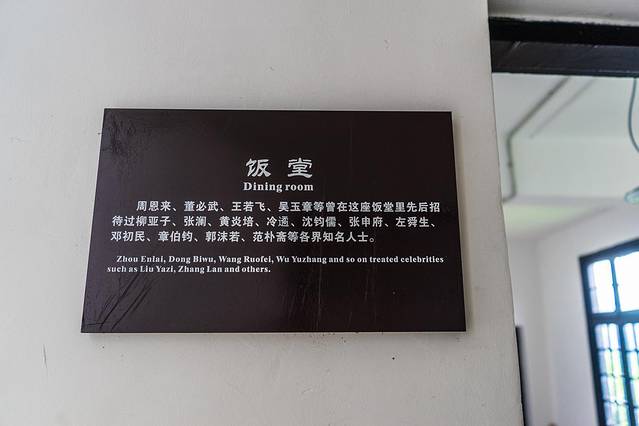 饭堂
Dining room
周恩来、董必武、王若飞、吴玉章等曾在这座饭堂里先后招
待过柳亚子、张澜、黄炎培、冷遹、沈钧儒、张申府、左舜生、
邓初民、章伯钧、郭沫若、范朴斋等各界知名人士。
Zhou Enlai, Dong Biwu, Wang Ruofei, Wu Yuzhang and so on treated celebrities
such as Liu Yazi, Zhang Lan and others.